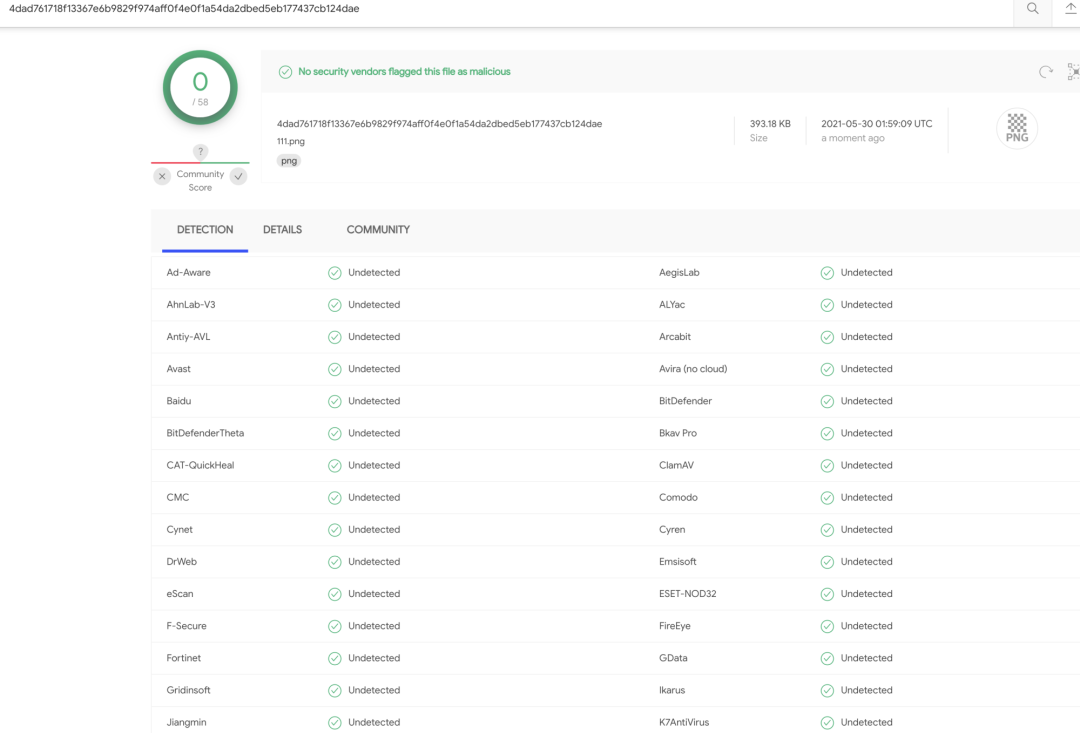 4dad761718f13367e6b9829f974aff0f4e0f1a54da2dbed5eb177437cb124dae
0
/ 58
No security vendors flagged this file as malicious
4dad761718f13367e6b9829f974aff0f4e0f1a54da2dbed5eb177437cb124dae
111.png
png
393.18 KB
Size
2021-05-30 01:59:09 UTC
a moment ago
PNG
?
Community
Score
DETECTION DETAILS COMMUNITY
Ad-Aware Undetected AegisLab Undetected
AhnLab-V3 Undetected ALYac Undetected
Antiy-AVL Undetected Arcabit Undetected
Avast Undetected Avira (no cloud) Undetected
Baidu Undetected BitDefender Undetected
BitDefenderTheta Undetected Bkav Pro Undetected
CAT-QuickHeal Undetected ClamAV Undetected
CMC Undetected Comodo Undetected
Cynet Undetected Cyren Undetected
DrWeb Undetected Emsisoft Undetected
eScan Undetected ESET-NOD32 Undetected
F-Secure Undetected FireEye Undetected
Fortinet Undetected GData Undetected
Gridinsoft Undetected Ikarus Undetected
Jiangmin Undetected K7AntiVirus Undetected